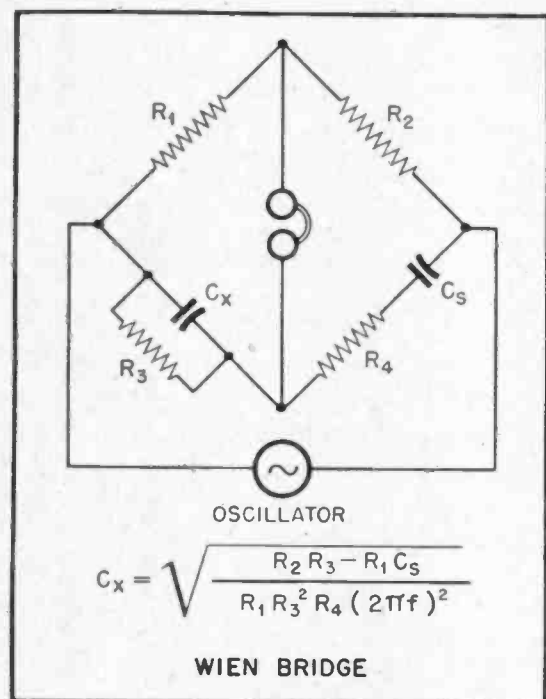 R₁
R₂
Cₓ
Cₛ
R₃
R₄
~
OSCILLATOR
Cₓ = √((R₂ R₃ − R₁ Cₛ) / (R₁ R₃² R₄ (2πf)²))
WIEN BRIDGE